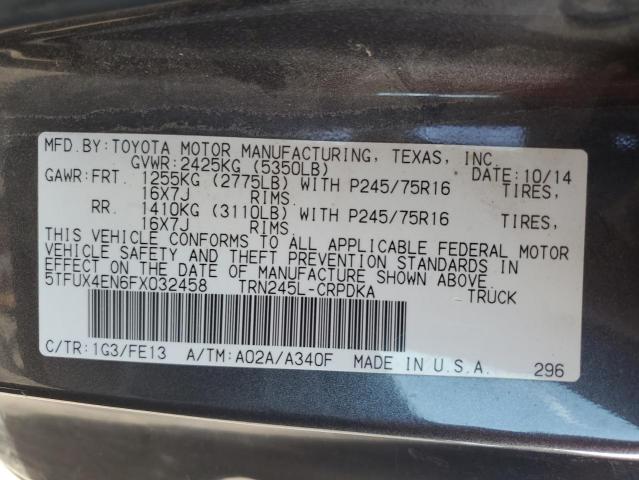 MFD. BY: TOYOTA MOTOR MANUFACTURING, TEXAS, INC.
GVWR: 2425KG (5350LB) DATE: 10/14
GAWR: FRT. 1255KG (2775LB) WITH P245/75R16 TIRES,
16X7J RIMS
RR. 1410KG (3110LB) WITH P245/75R16 TIRES,
16X7J RIMS
THIS VEHICLE CONFORMS TO ALL APPLICABLE FEDERAL MOTOR
VEHICLE SAFETY AND THEFT PREVENTION STANDARDS IN
EFFECT ON THE DATE OF MANUFACTURE SHOWN ABOVE.
5TFUX4EN6FX032458 TRN245L-CRPDKA TRUCK
C/TR: 1G3/FE13 A/TM: A02A/A340F MADE IN U.S.A. 296